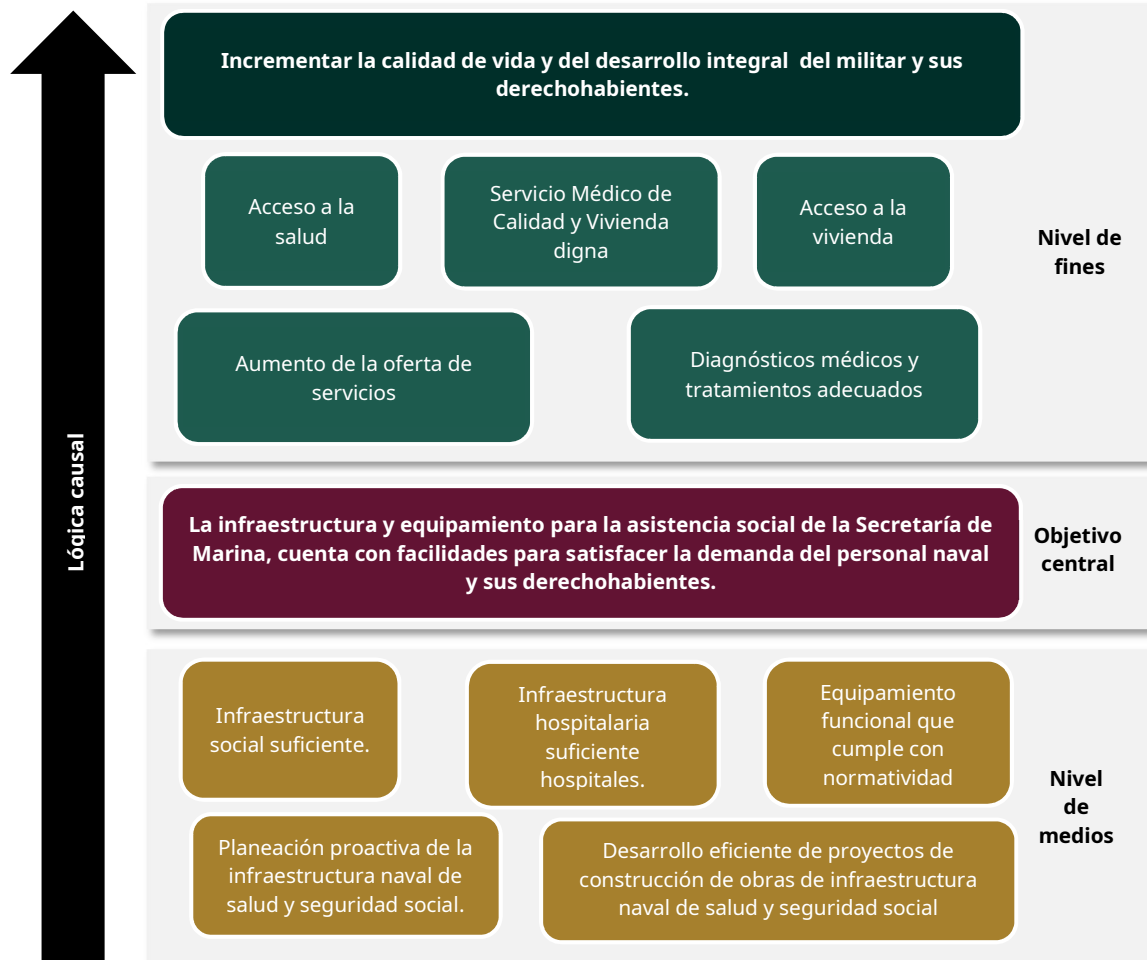 Incrementar la calidad de vida y del desarrollo integral  del militar y sus
derechohabientes.
Acceso a la
salud
Servicio Médico de
Calidad y Vivienda
digna
Acceso a la
vivienda
Nivel de
fines
Aumento de la oferta de
servicios
Diagnósticos médicos y
tratamientos adecuados
Lógica causal
La infraestructura y equipamiento para la asistencia social de la Secretaría de
Marina, cuenta con facilidades para satisfacer la demanda del personal naval
y sus derechohabientes.
Objetivo
central
Infraestructura
social suficiente.
Infraestructura
hospitalaria
suficiente
hospitales.
Equipamiento
funcional que
cumple con
normatividad
Nivel
de
medios
Planeación proactiva de la
infraestructura naval de
salud y seguridad social.
Desarrollo eficiente de proyectos de
construcción de obras de infraestructura
naval de salud y seguridad social